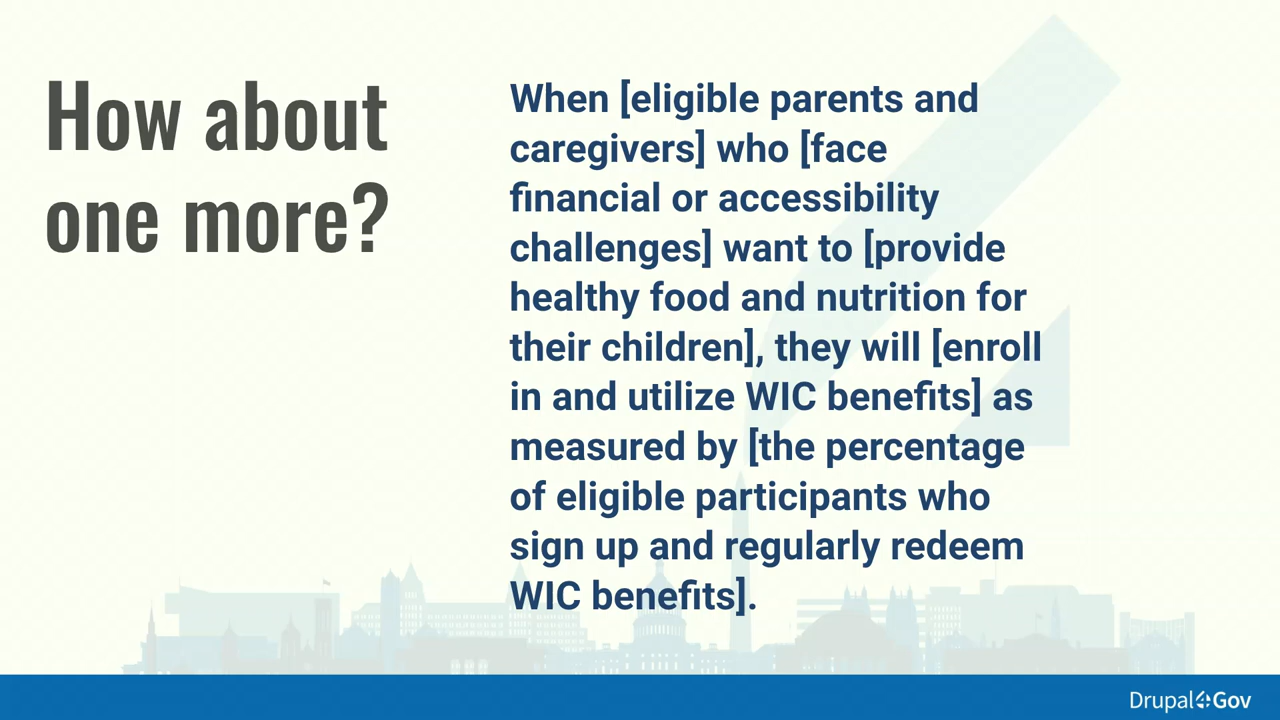 How about
one more?
When [eligible parents and
caregivers] who [face
financial or accessibility
challenges] want to [provide
healthy food and nutrition for
their children], they will [enroll
in and utilize WIC benefits] as
measured by [the percentage
of eligible participants who
sign up and regularly redeem
WIC benefits].
Drupal4Gov